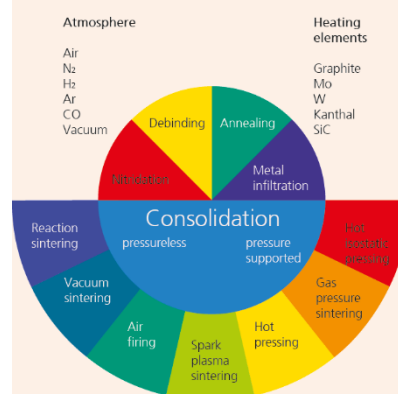 Atmosphere
Air
N₂
H₂
Ar
CO
Vacuum
Heating
elements
Graphite
Mo
W
Kanthal
SiC
Debinding
Annealing
Nitridation
Metal
infiltration
Consolidation
pressureless
pressure
supported
Reaction
sintering
Vacuum
sintering
Air
firing
Spark
plasma
sintering
Hot
pressing
Gas
pressure
sintering
Hot
isostatic
pressing